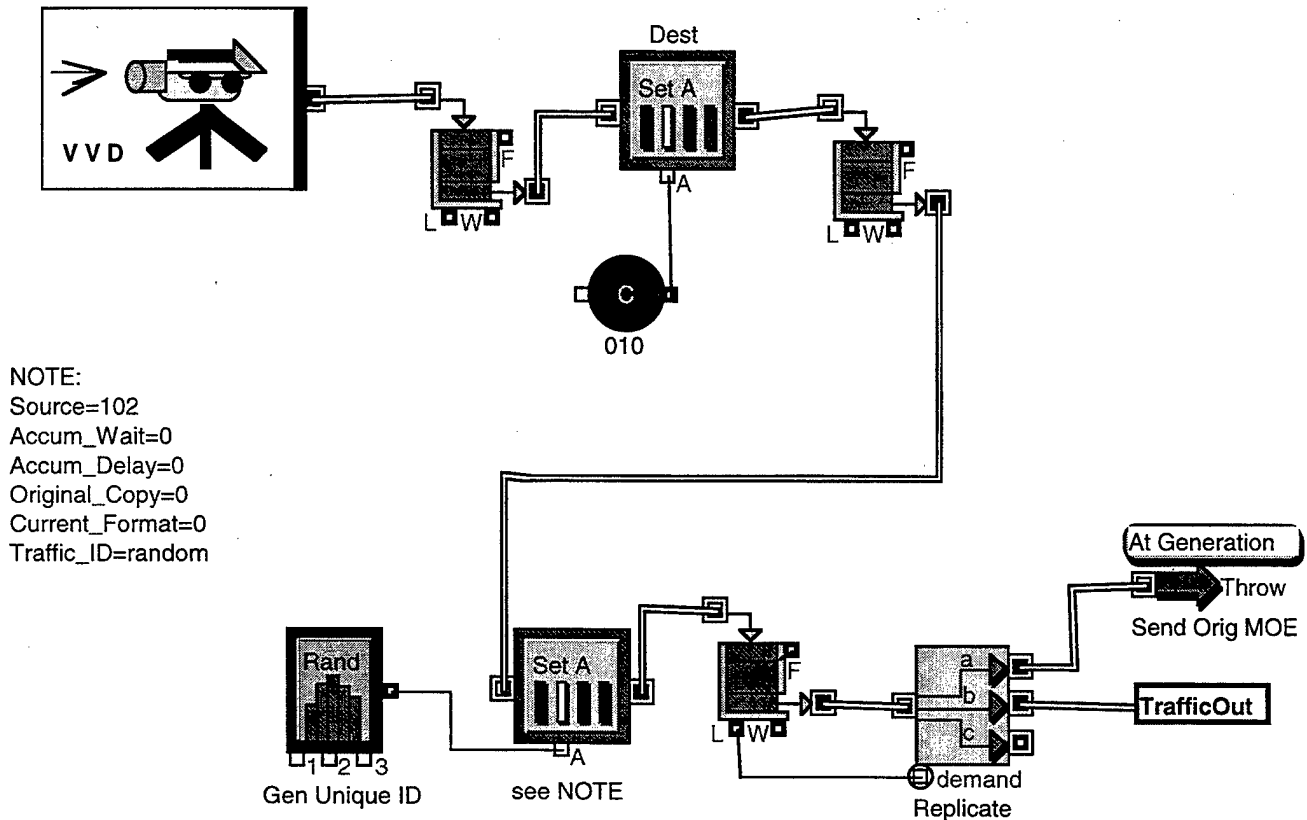 Dest
Set A
V V D
F
A
F
L W
L W
C
010
NOTE:
Source=102
Accum_Wait=0
Accum_Delay=0
Original_Copy=0
Current_Format=0
Traffic_ID=random
At Generation
Throw
Send Orig MOE
Rand
Set A
F
a
b
c
TrafficOut
L W
A
1 2 3
Gen Unique ID
see NOTE
demand
Replicate